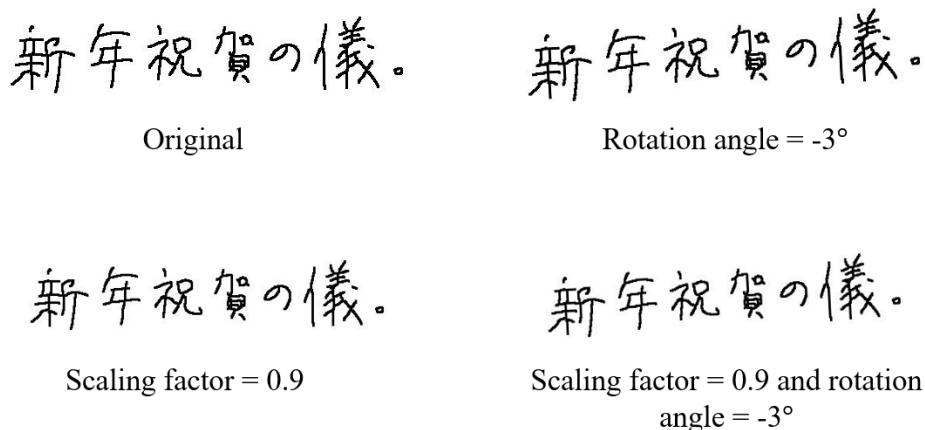 新年祝賀の儀。
Original
新年祝賀の儀。
Rotation angle = -3°
新年祝賀の儀。
Scaling factor = 0.9
新年祝賀の儀。
Scaling factor = 0.9 and rotation
angle = -3°